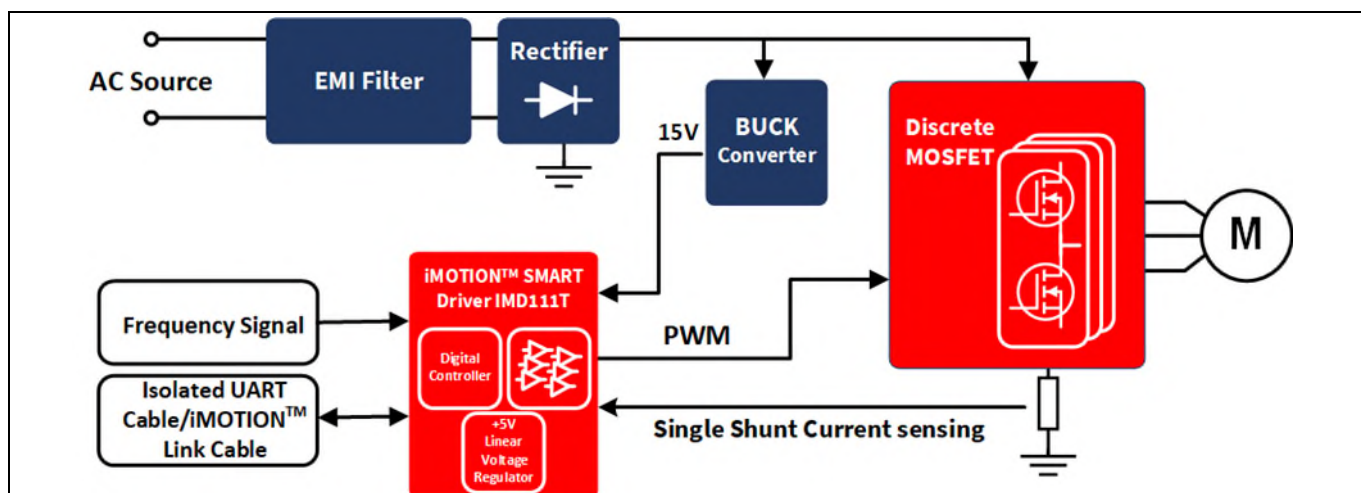 AC Source
EMI Filter
Rectifier
15V
BUCK
Converter
Discrete
MOSFET
M
iMOTION™ SMART
Driver IMD111T
Digital
Controller
+5V
Linear
Voltage
Regulator
Frequency Signal
Isolated UART
Cable/iMOTION™
Link Cable
PWM
Single Shunt Current sensing